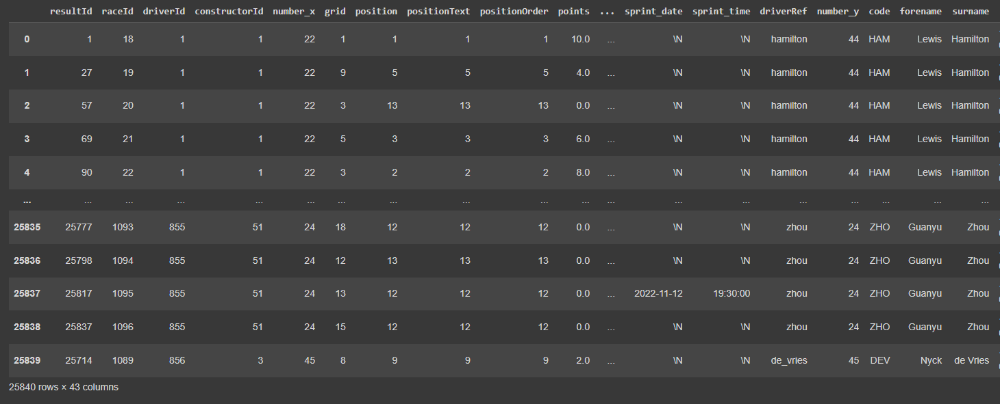 resultId raceId driverId constructorId number_x grid position positionText positionOrder points ... sprint_date sprint_time driverRef number_y code forename surname
0 1 18 1 1 22 1 1 1 1 10.0 ... \N \N hamilton 44 HAM Lewis Hamilton
1 27 19 1 1 22 9 5 5 5 4.0 ... \N \N hamilton 44 HAM Lewis Hamilton
2 57 20 1 1 22 3 13 13 13 0.0 ... \N \N hamilton 44 HAM Lewis Hamilton
3 69 21 1 1 22 5 3 3 3 6.0 ... \N \N hamilton 44 HAM Lewis Hamilton
4 90 22 1 1 22 3 2 2 2 8.0 ... \N \N hamilton 44 HAM Lewis Hamilton
... ... ... ... ... ... ... ... ... ... ... ... ... ... ... ... ... ... ...
25835 25777 1093 855 51 24 18 12 12 12 0.0 ... \N \N zhou 24 ZHO Guanyu Zhou
25836 25798 1094 855 51 24 12 13 13 13 0.0 ... \N \N zhou 24 ZHO Guanyu Zhou
25837 25817 1095 855 51 24 13 12 12 12 0.0 ... 2022-11-12 19:30:00 zhou 24 ZHO Guanyu Zhou
25838 25837 1096 855 51 24 15 12 12 12 0.0 ... \N \N zhou 24 ZHO Guanyu Zhou
25839 25714 1089 856 3 45 8 9 9 9 2.0 ... \N \N de_vries 45 DEV Nyck de Vries
25840 rows × 43 columns